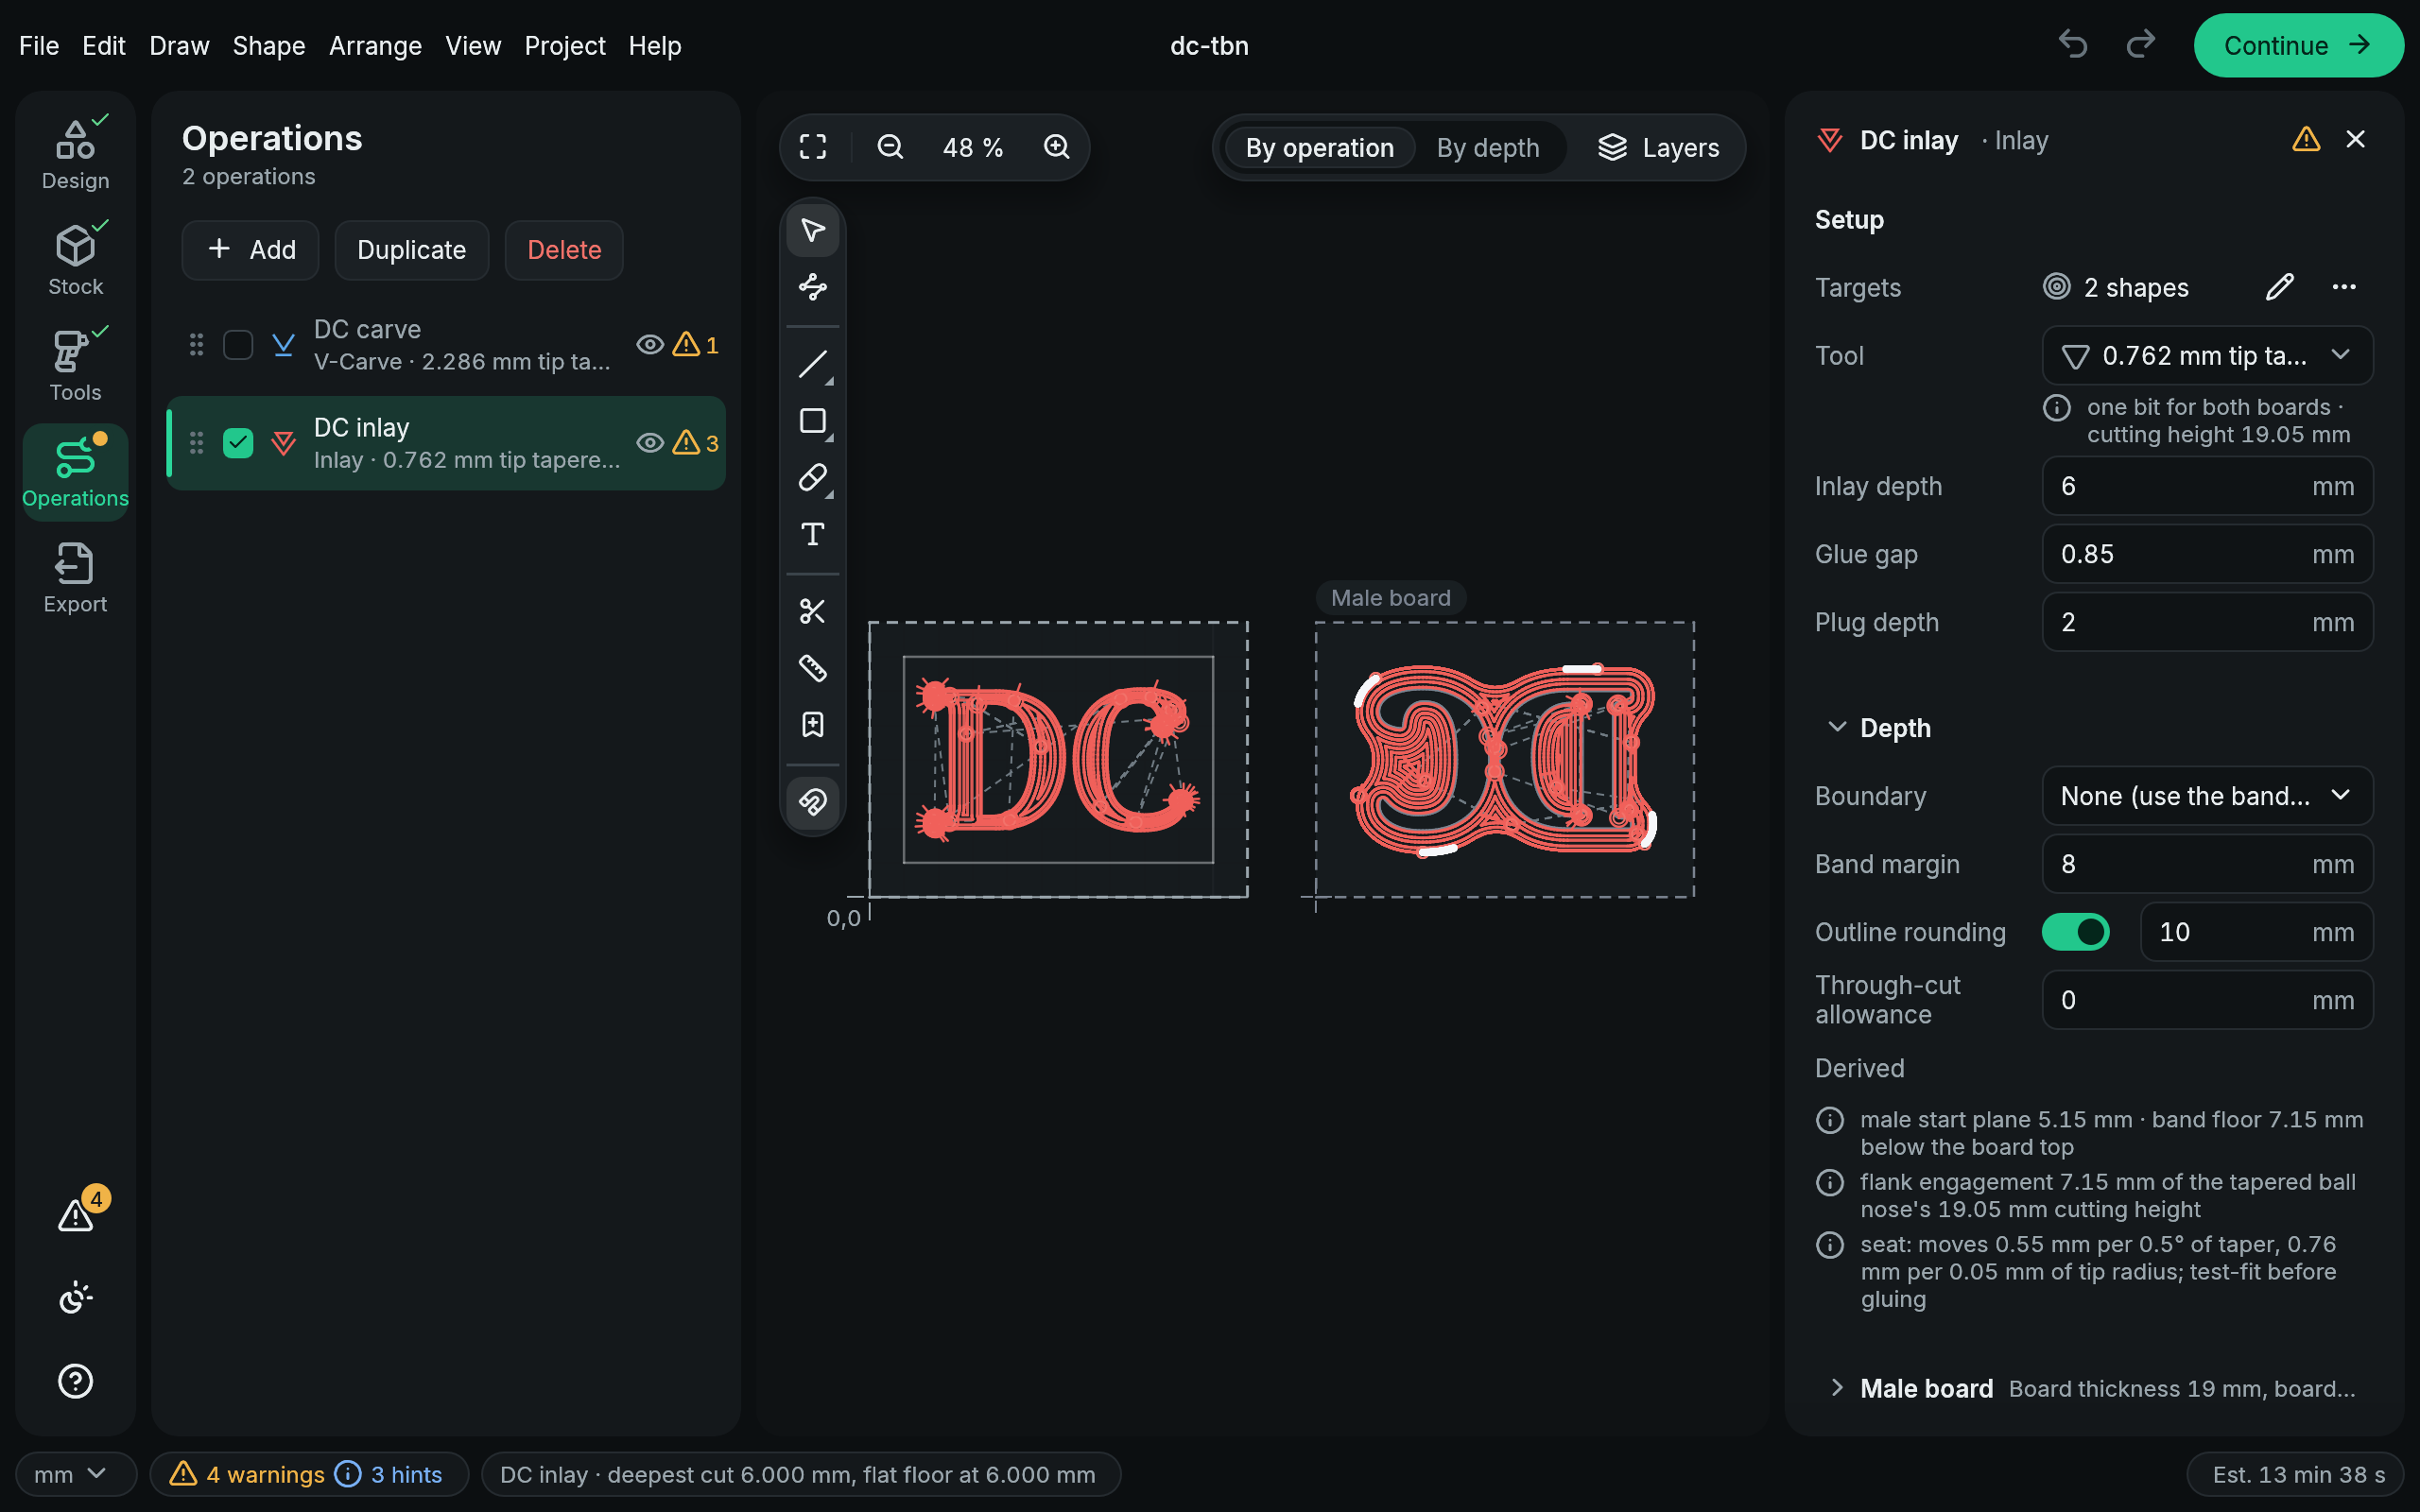 File Edit Draw Shape Arrange View Project Help
dc-tbn
Continue
Design
Stock
Tools
Operations
Export
4
Operations
2 operations
Add
Duplicate
Delete
DC carve
V-Carve · 2.286 mm tip ta...
1
DC inlay
Inlay · 0.762 mm tip tapere...
3
48 %
By operation
By depth
Layers
Male board
DC
DC
0,0
DC inlay · Inlay
Setup
Targets
2 shapes
Tool
0.762 mm tip ta...
one bit for both boards ·
cutting height 19.05 mm
Inlay depth
6 mm
Glue gap
0.85 mm
Plug depth
2 mm
Depth
Boundary
None (use the band...
Band margin
8 mm
Outline rounding
10 mm
Through-cut
allowance
0 mm
Derived
male start plane 5.15 mm · band floor 7.15 mm
below the board top
flank engagement 7.15 mm of the tapered ball
nose's 19.05 mm cutting height
seat: moves 0.55 mm per 0.5° of taper, 0.76
mm per 0.05 mm of tip radius; test-fit before
gluing
Male board Board thickness 19 mm, board...
mm
4 warnings
3 hints
DC inlay · deepest cut 6.000 mm, flat floor at 6.000 mm
Est. 13 min 38 s